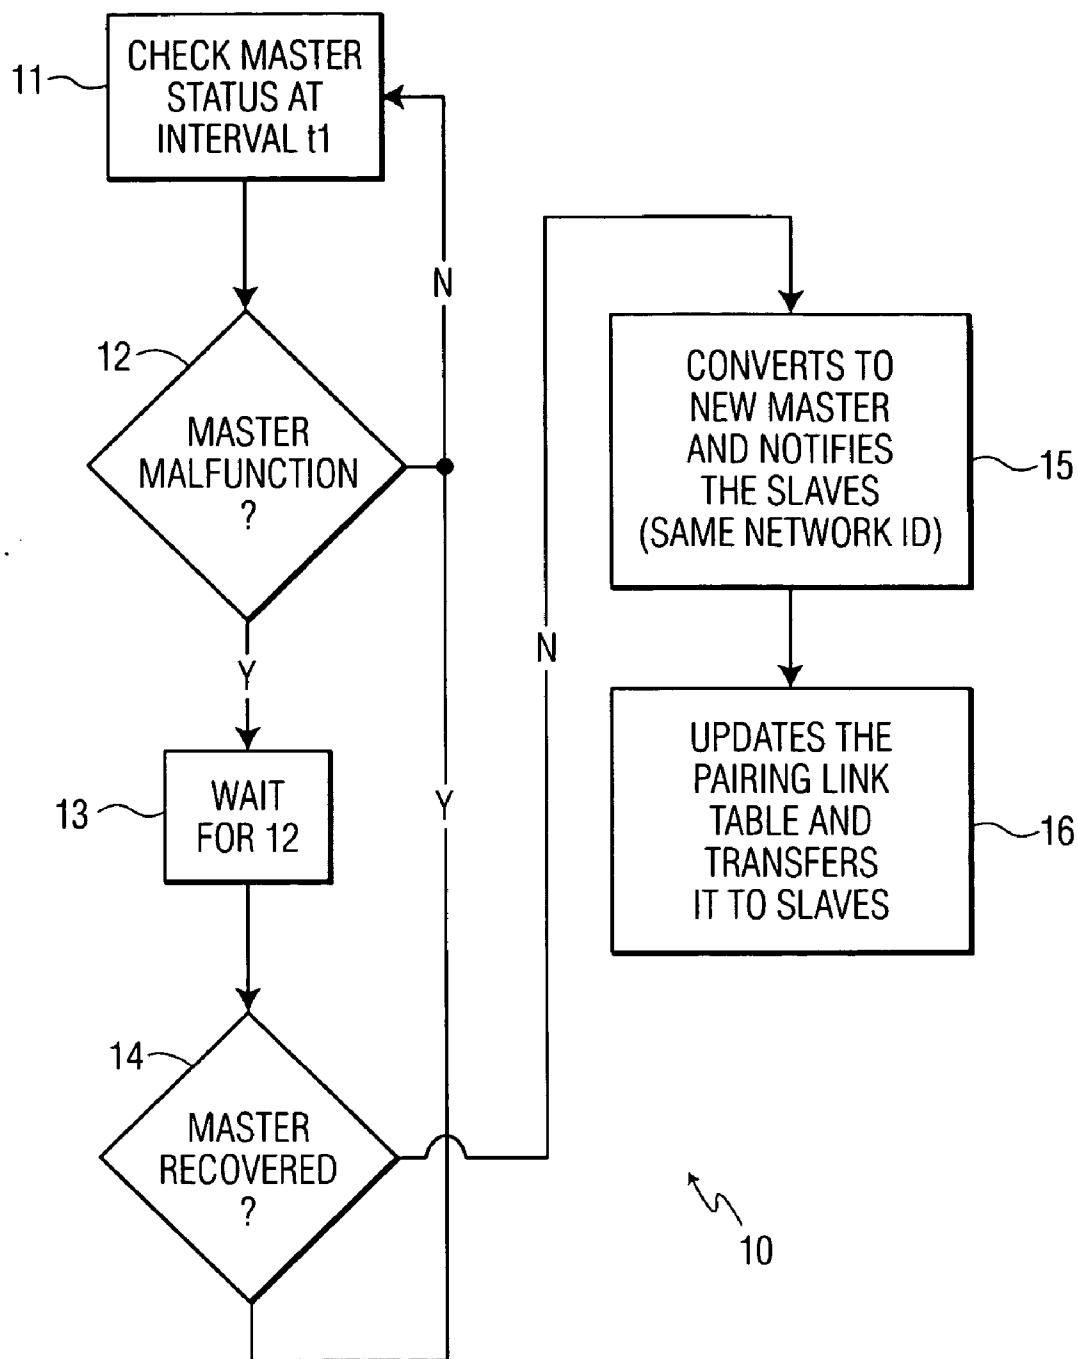 11
CHECK MASTER
STATUS AT
INTERVAL t1
N
12
MASTER
MALFUNCTION
?
Y
13
WAIT
FOR 12
Y
14
MASTER
RECOVERED
?
N
CONVERTS TO
NEW MASTER
AND NOTIFIES
THE SLAVES
(SAME NETWORK ID)
15
UPDATES THE
PAIRING LINK
TABLE AND
TRANSFERS
IT TO SLAVES
16
10